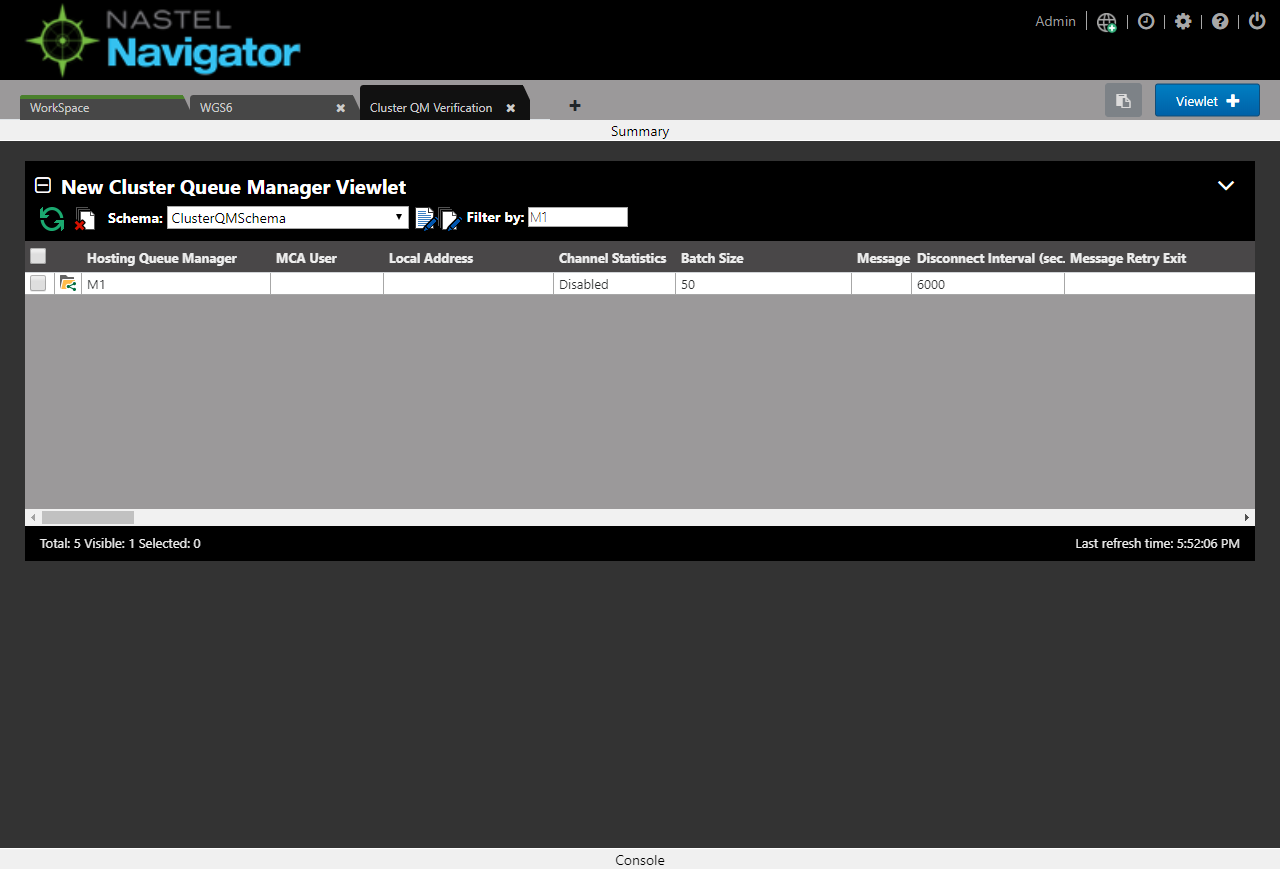 NASTEL
Navigator
Admin
WorkSpace
WGS6
Cluster QM Verification
Viewlet
Summary
New Cluster Queue Manager Viewlet
Schema: ClusterQMSchema Filter by: M1
Hosting Queue Manager MCA User Local Address Channel Statistics Batch Size Message Disconnect Interval (sec. Message Retry Exit
M1 Disabled 50 6000
Total: 5 Visible: 1 Selected: 0
Last refresh time: 5:52:06 PM
Console